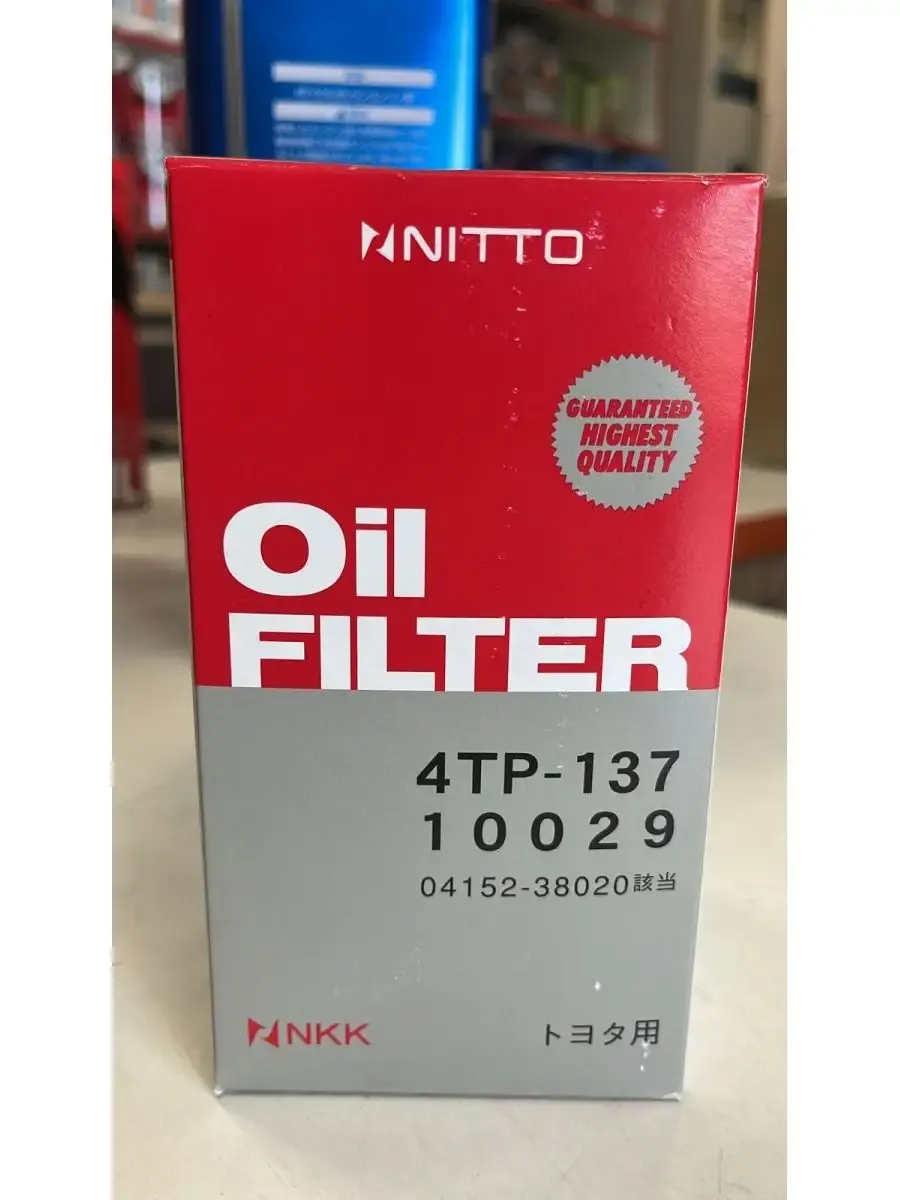 NITTO
GUARANTEED
HIGHEST
QUALITY
Oil
FILTER
4TP-137
10029
04152-38020該当
NKK
トヨタ用